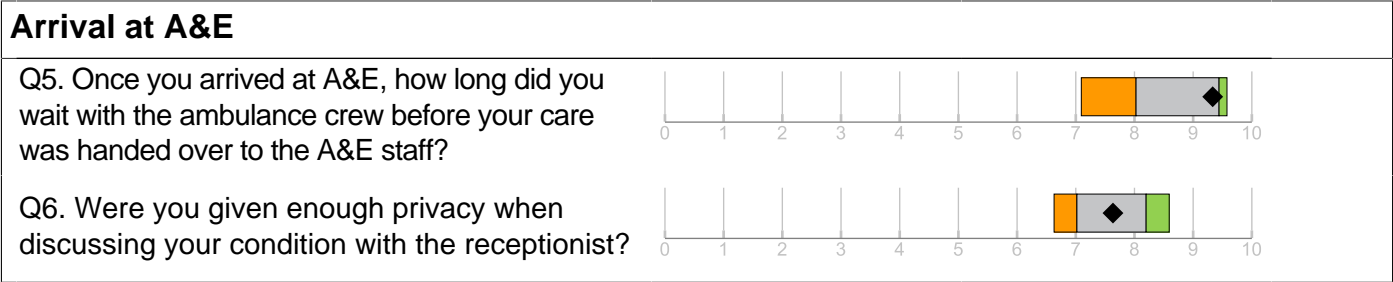 Arrival at A&E
Q5. Once you arrived at A&E, how long did you
wait with the ambulance crew before your care
was handed over to the A&E staff?
0 1 2 3 4 5 6 7 8 9 10
Q6. Were you given enough privacy when
discussing your condition with the receptionist?
0 1 2 3 4 5 6 7 8 9 10